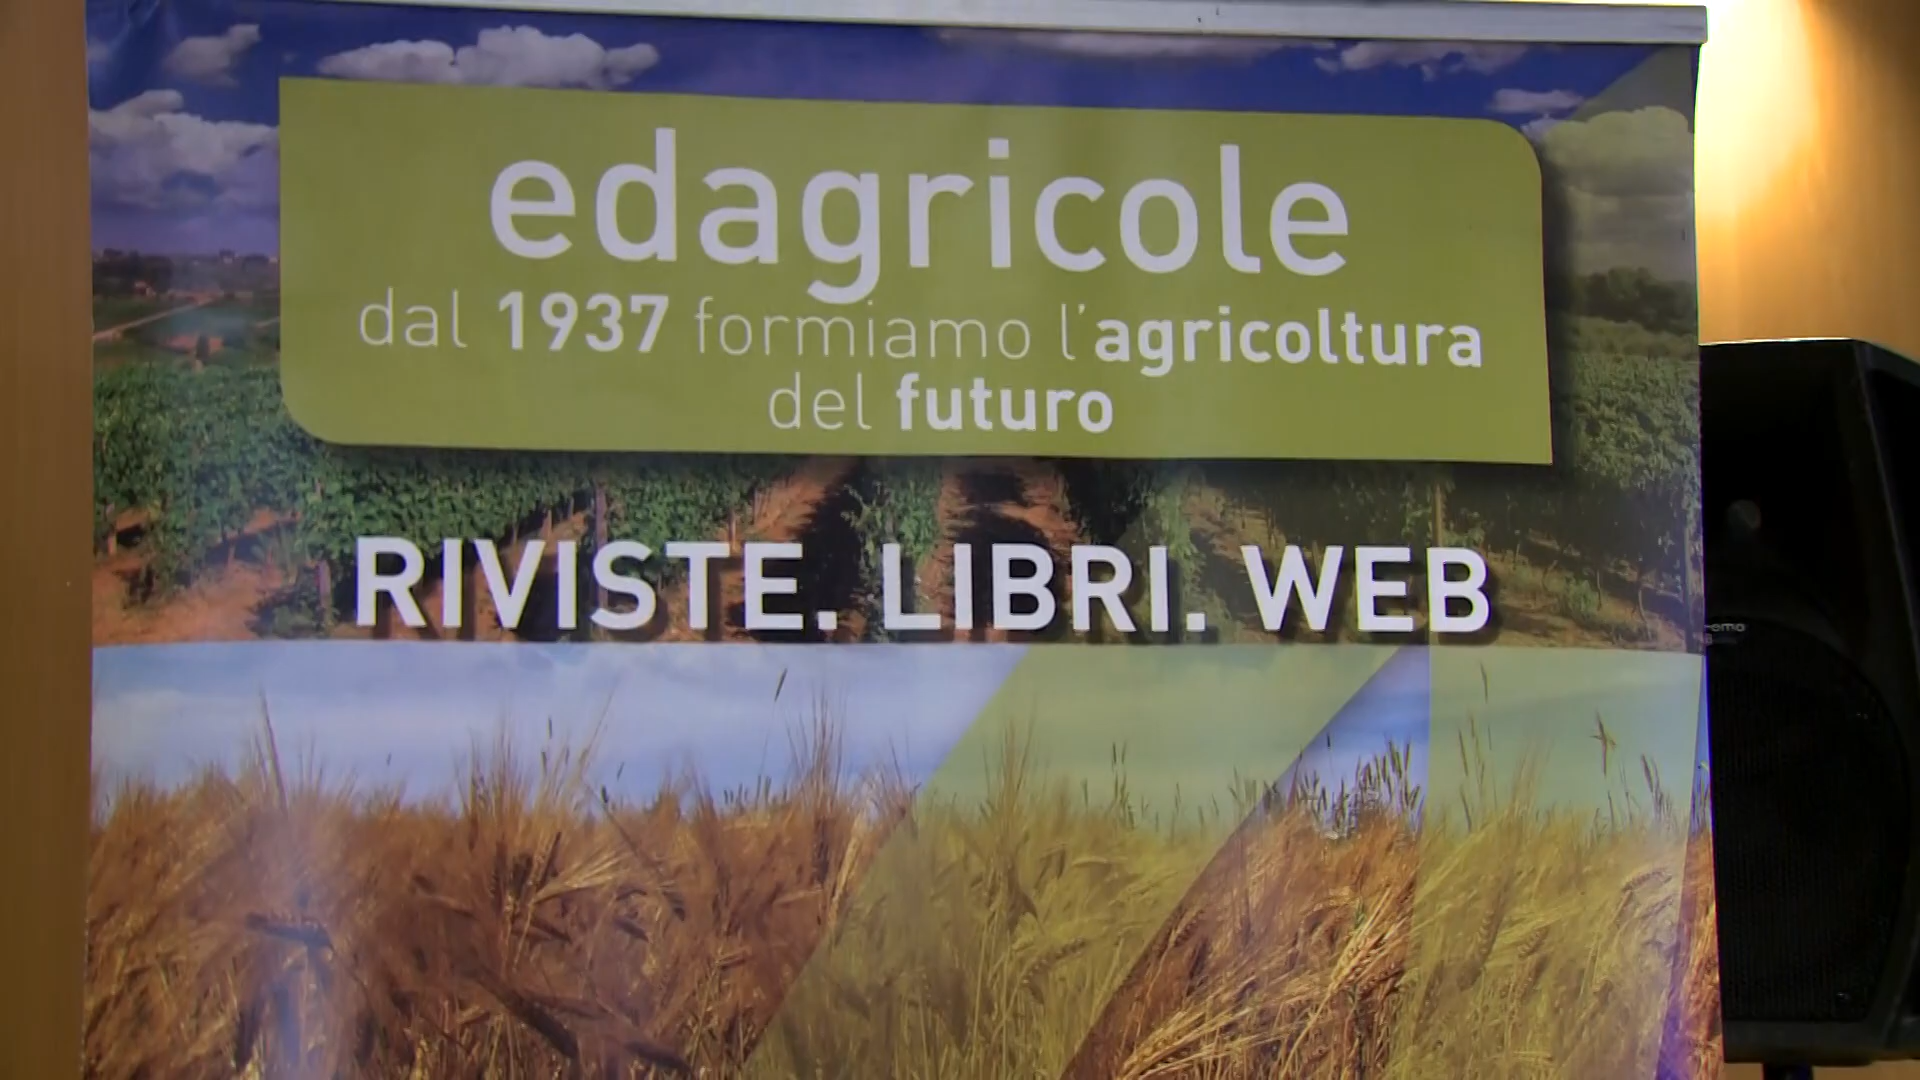 edagricole
dal 1937 formiamo l'agricoltura
del futuro
RIVISTE. LIBRI. WEB